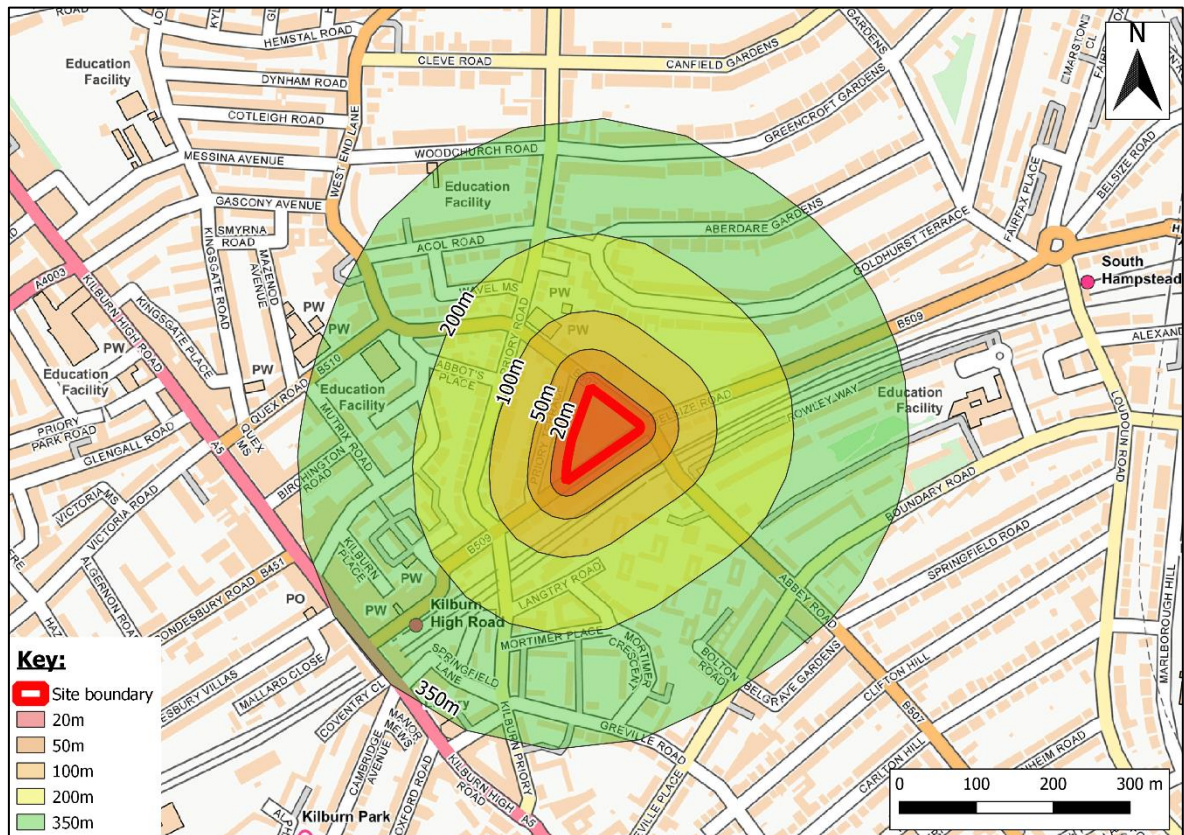 HEMSTAL ROAD
Education
Facility
DYNHAM ROAD
COTLEIGH ROAD
MESSINA AVENUE
GASCONY AVENUE
WEST END LANE
CLEVE ROAD
CANFIELD GARDENS
GREENCROFT GARDENS
GARDENS
MARSTON
CL
N
WOODCHURCH ROAD
Education
Facility
ACOL ROAD
ABERDARE GARDENS
GOLDHURST TERRACE
FAIRFAX PLACE
BELSIZE ROAD
SMYRNA
ROAD
MAZENOD
AVENUE
KINGSGATE ROAD
KINGSGATE PLACE
A4003
KILBURN HIGH ROAD
PW
Education
Facility
PW
PW
PW
QUEX ROAD
B510
QUEX
MS
PRIORY
PARK ROAD
GLENGALL ROAD
A5
WAVEL MS
PRIORY ROAD
PW
PW
200m
100m
50m
20m
ABBOT'S
PLACE
Education
Facility
MUTRIX ROAD
BIRCHINGTON
ROAD
B509
South
Hampstead
ALEXAN
BELSIZE ROAD
ROWLEY WAY
Education
Facility
LOUDOUN ROAD
BOUNDARY ROAD
SPRINGFIELD ROAD
VICTORIA MS
VICTORIA ROAD
ALGERNON ROAD
B451
PO
KILBURN
PLACE
PW
PW
B509
Kilburn
High Road
LANGTRY ROAD
MORTIMER PLACE
MORTIMER
CRESCENT
SPRINGFIELD
LANE
350m
KILBURN PRIORY
GREVILLE ROAD
BOLTON
ROAD
ABBEY ROAD
CLIFTON HILL
B507
CARLTON HILL
MARLBOROUGH HILL
MALLARD CLOSE
COVENTRY CL
MANOR
MEWS
CAMBRIDGE
AVENUE
KILBURN HIGH
ROAD
A5
Kilburn Park
Key:
Site boundary
20m
50m
100m
200m
350m
0 100 200 300 m